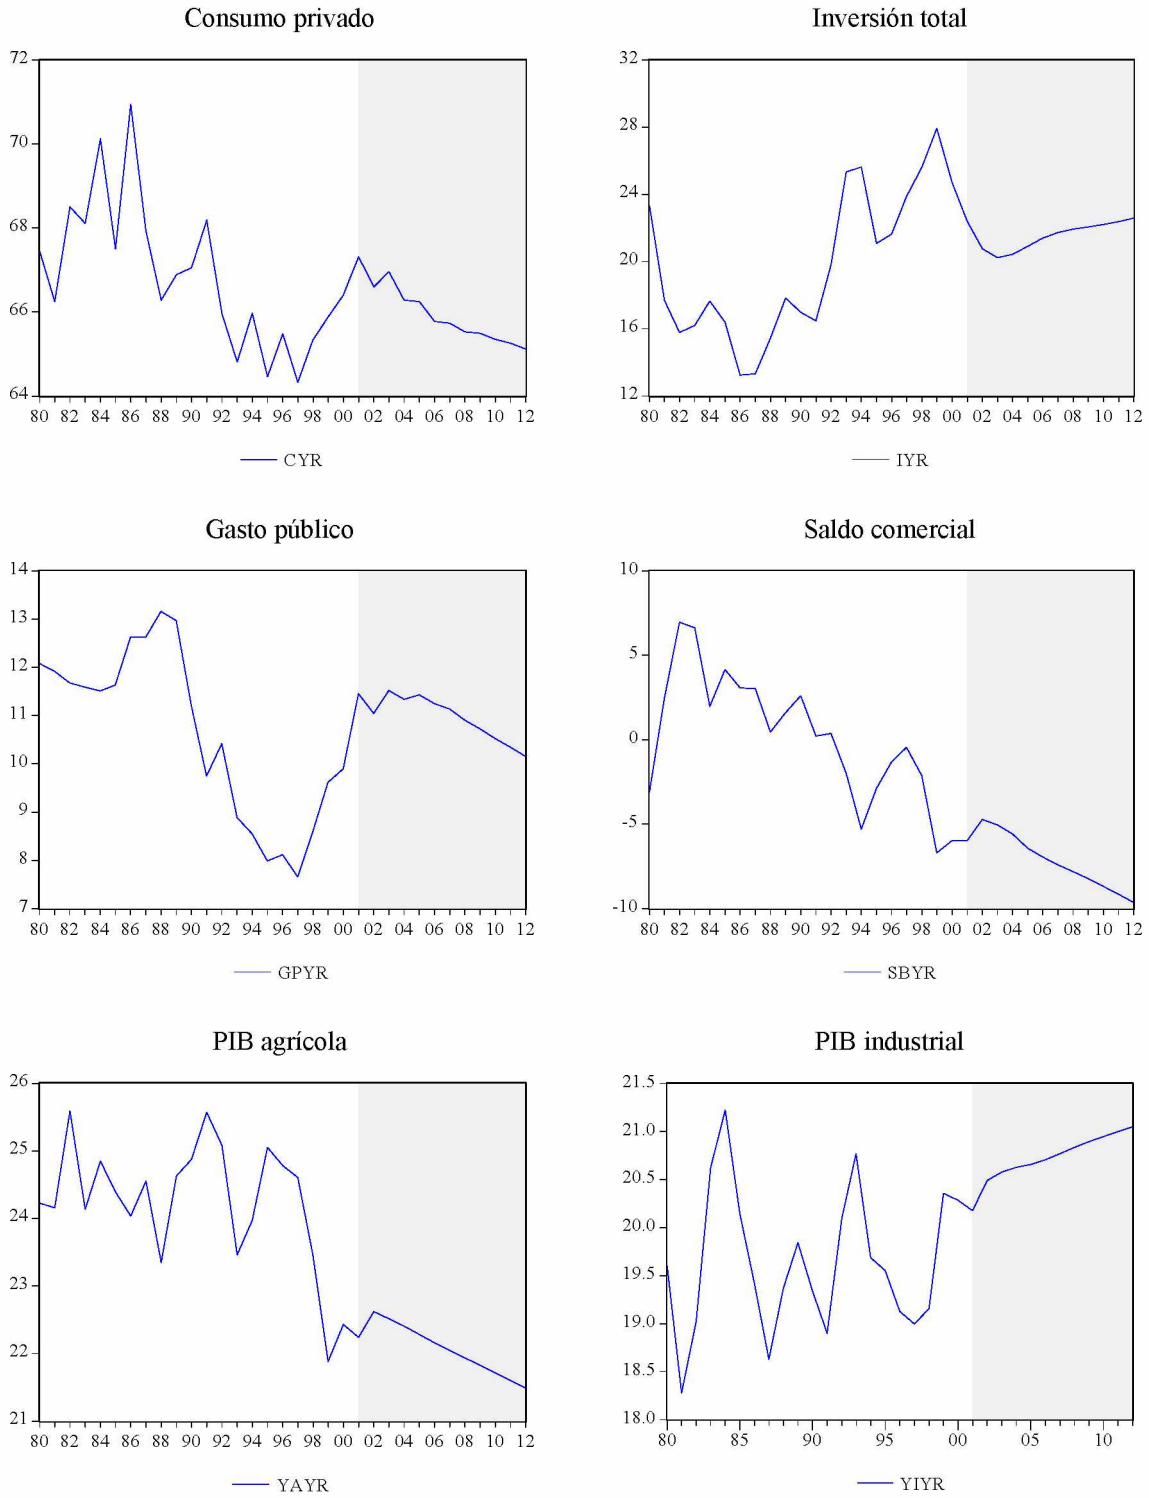 Consumo privado
72
70
68
66
64
80 82 84 86 88 90 92 94 96 98 00 02 04 06 08 10 12
CYR
Inversión total
32
28
24
20
16
12
80 82 84 86 88 90 92 94 96 98 00 02 04 06 08 10 12
IYR
Gasto público
14
13
12
11
10
9
8
7
80 82 84 86 88 90 92 94 96 98 00 02 04 06 08 10 12
GPYR
Saldo comercial
10
5
0
-5
-10
80 82 84 86 88 90 92 94 96 98 00 02 04 06 08 10 12
SBYR
PIB agrícola
26
25
24
23
22
21
80 82 84 86 88 90 92 94 96 98 00 02 04 06 08 10 12
YAYR
PIB industrial
21.5
21.0
20.5
20.0
19.5
19.0
18.5
18.0
80 85 90 95 00 05 10
YIYR